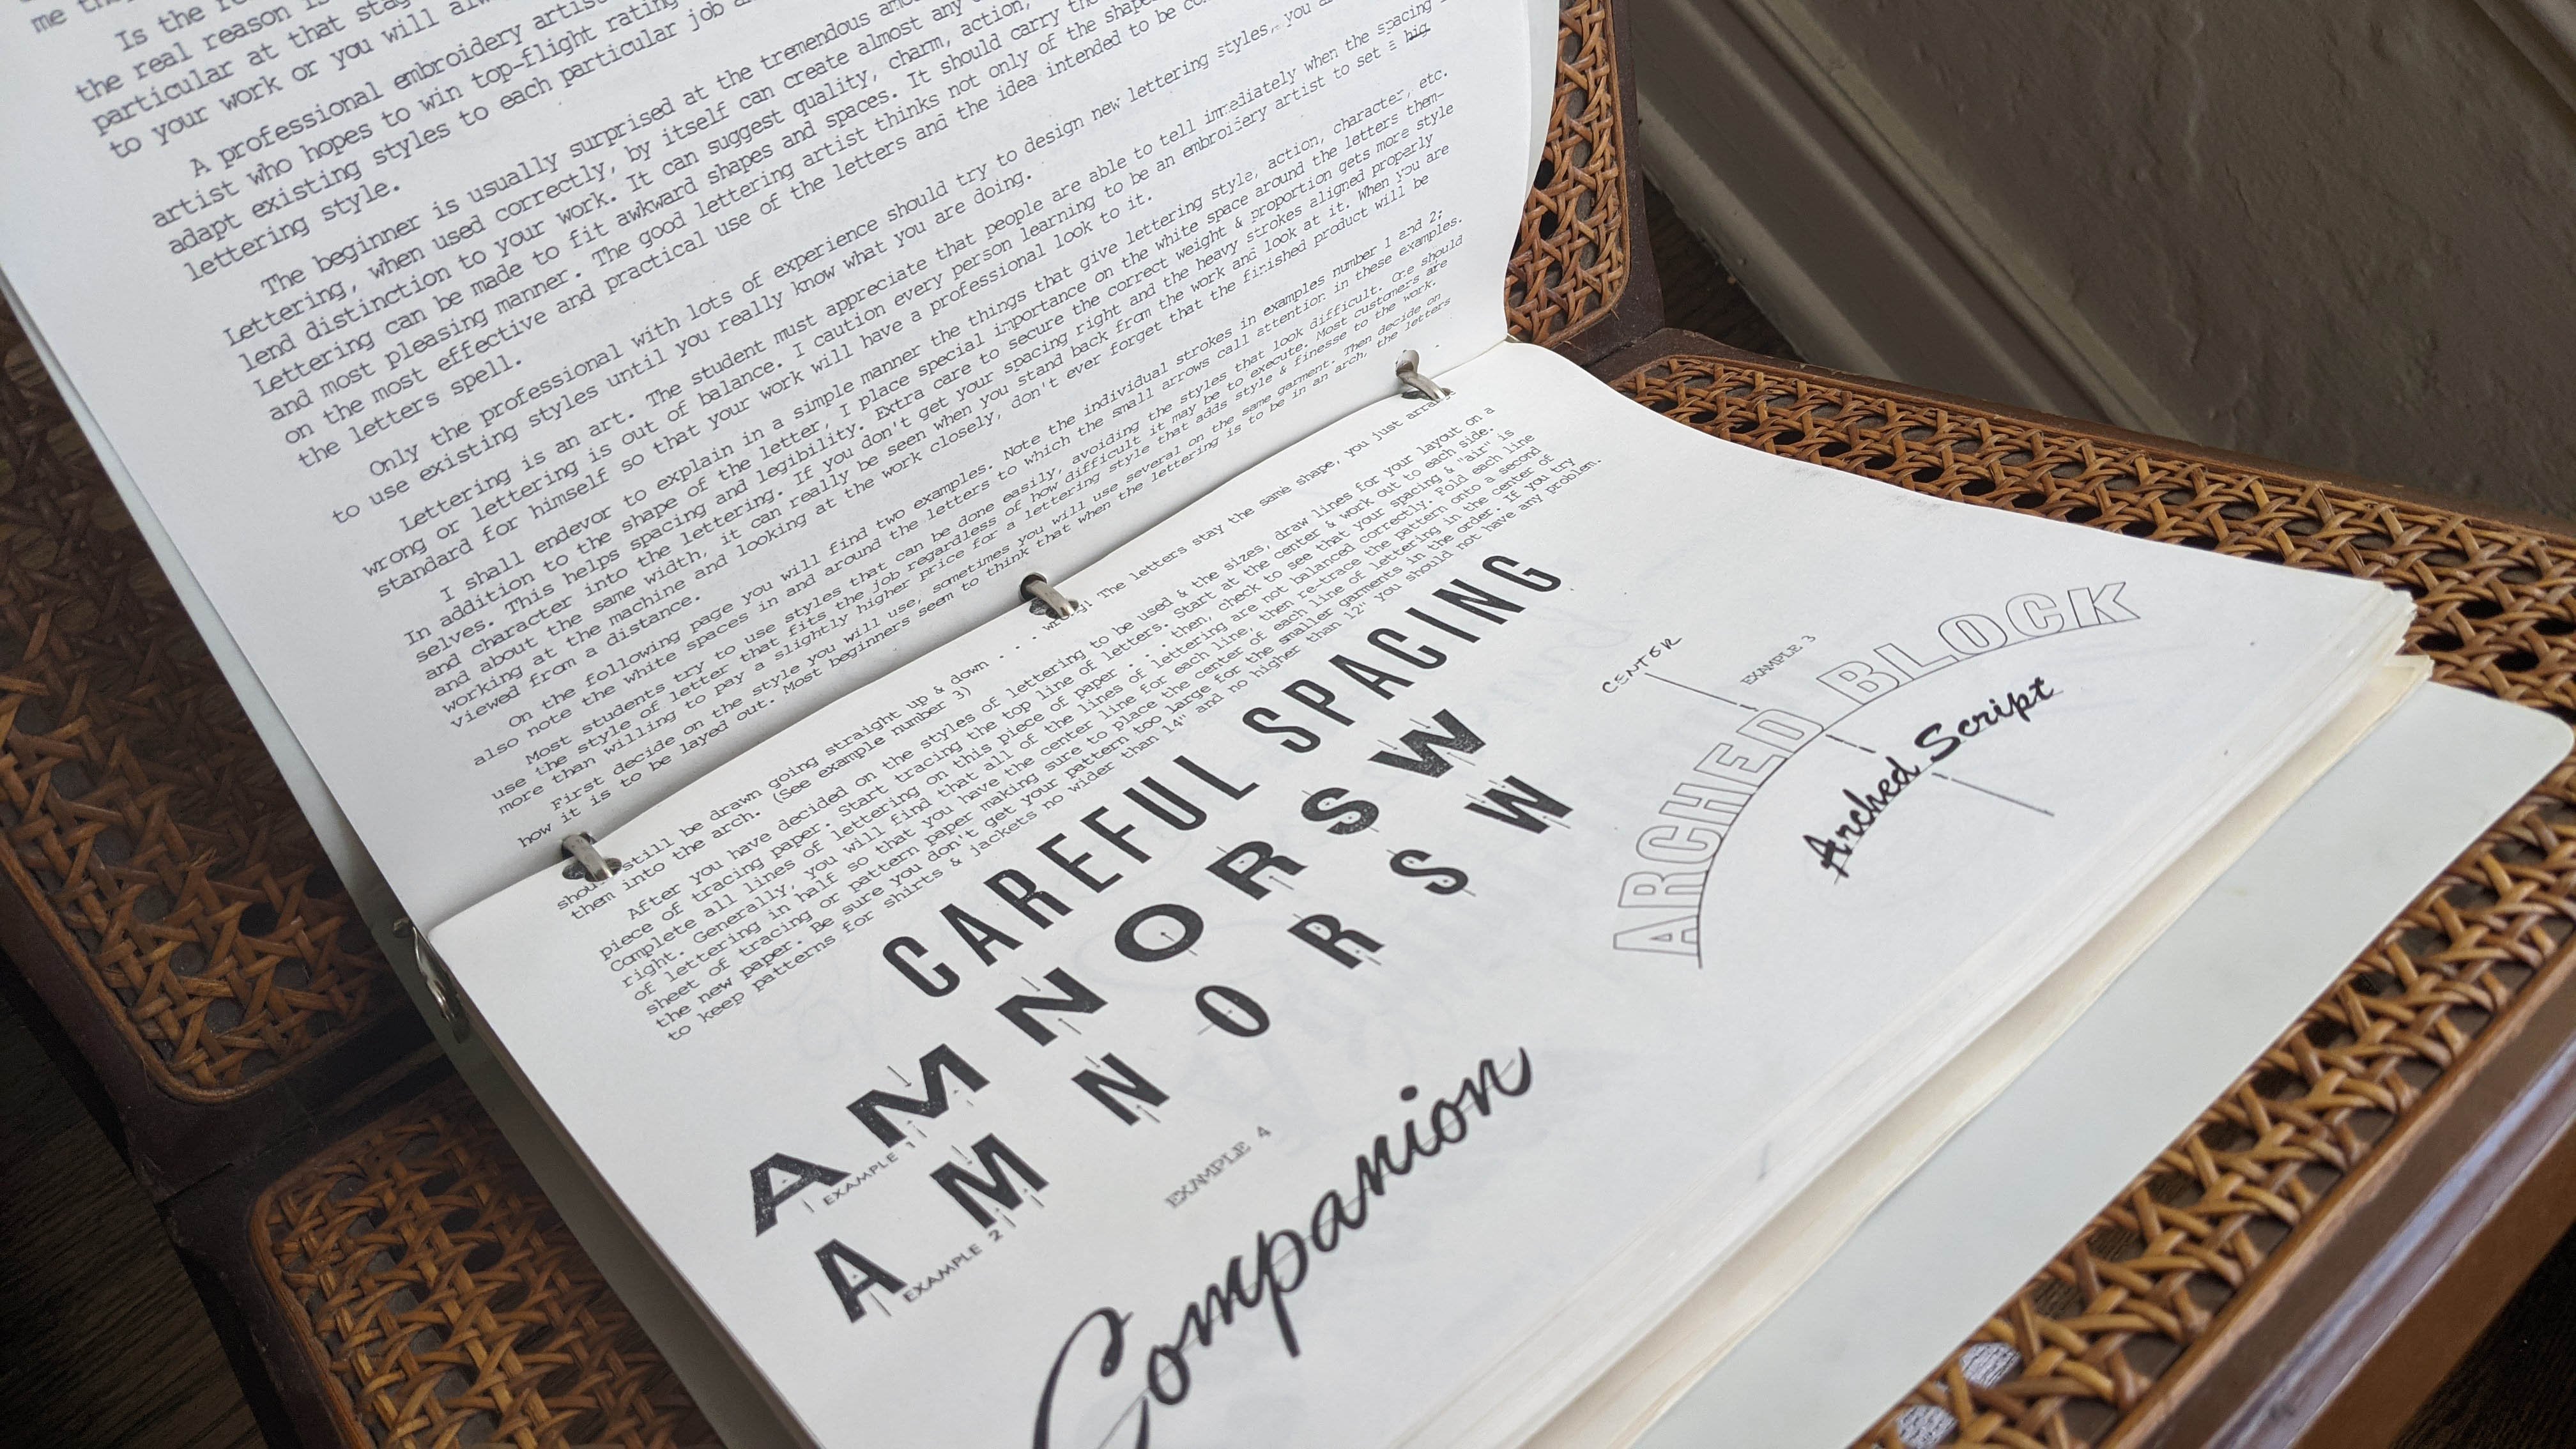 Is the re
the real reason is
particular at that stag
to your work or you will alw
A professional embroidery artis
artist who hopes to win top-flight rating
adapt existing styles to each particular job a
lettering style.
The beginner is usually surprised at the tremendous amo
Lettering, when used correctly, by itself can create almost any
lend distinction to your work. It can suggest quality, charm, action,
Lettering can be made to fit awkward shapes and spaces. It should carry th
and most pleasing manner. The good lettering artist thinks not only of the shape
on the most effective and practical use of the letters and the idea intended to be co
the letters spell.
Only the professional with lots of experience should try to design new lettering styles, you a
to use existing styles until you really know what you are doing.
Lettering is an art. The student must appreciate that people are able to tell immediately when the spacing
wrong or lettering is out of balance. I caution every person learning to be an embroidery artist to set a big
standard for himself so that your work will have a professional look to it.
I shall endevor to explain in a simple manner the things that give lettering style, action, character, etc.
In addition to the shape of the letter, I place special importance on the white space around the letters them-
selves. This helps spacing and legibility. Extra care to secure the correct weight & proportion gets more style
and character into the lettering. If you don't get your spacing right and the heavy strokes aligned properly
and about the same width, it can really be seen when you stand back from the work and look at it. When you are
working at the machine and looking at the work closely, don't ever forget that the finished product will be
viewed from a distance.
On the following page you will find two examples. Note the individual strokes in examples number 1 and 2;
also note the white spaces in and around the letters to which the small arrows call attention in these examples.
Most students try to use styles that can be done easily, avoiding the styles that look difficult. One should
use the style of letter that fits the job regardless of how difficult it may be to execute. Most customers are
more than willing to pay a slightly higher price for a lettering style that adds style & finesse to the work.
First decide on the style you will use, sometimes you will use several on the same garment. Then decide on
how it is to be layed out. Most beginners seem to think that when the lettering is to be in an arch, the letters
should still be drawn going straight up & down . . . wrong! The letters stay the same shape, you just arrange
them into the arch. (See example number 3)
After you have decided on the styles of lettering to be used & the sizes, draw lines for your layout on a
piece of tracing paper. Start tracing the top line of letters. Start at the center & work out to each side.
Complete all lines of lettering on this piece of paper . . . then, check to see that your spacing & "air" is
right. Generally, you will find that all of the lines of lettering are not balanced correctly. Fold each line
of lettering in half so that you have the center line for each line, then re-trace the pattern onto a second
sheet of tracing or pattern paper making sure to place the center of each line of lettering in the center of
the new paper. Be sure you don't get your pattern too large for the smaller garments in the order. If you try
to keep patterns for shirts & jackets no wider than 14" and no higher than 12" you should not have any problem.
CAREFUL SPACING
A M N O R S W
EXAMPLE 1
A M N O R S W
EXAMPLE 2
CENTOR
EXAMPLE 3
ARCHED BLOCK
Arched Script
EXAMPLE 4
Companion